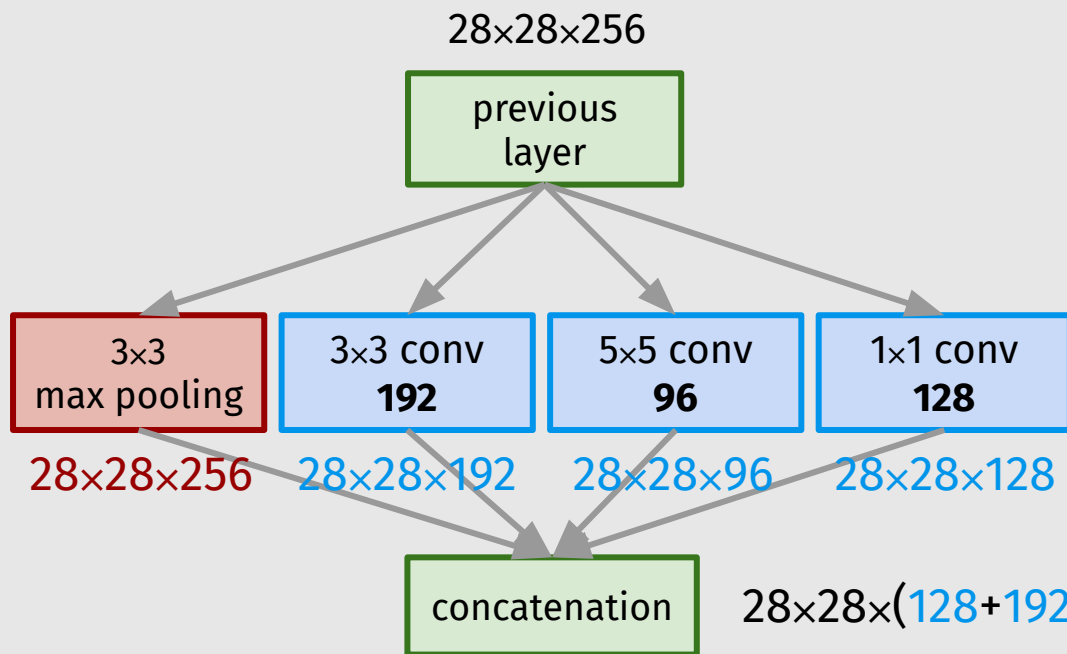 28×28×256
previous
layer
3×3
max pooling
3×3 conv
192
5×5 conv
96
1×1 conv
128
28×28×256
28×28×192
28×28×96
28×28×128
concatenation
28×28×(128+192